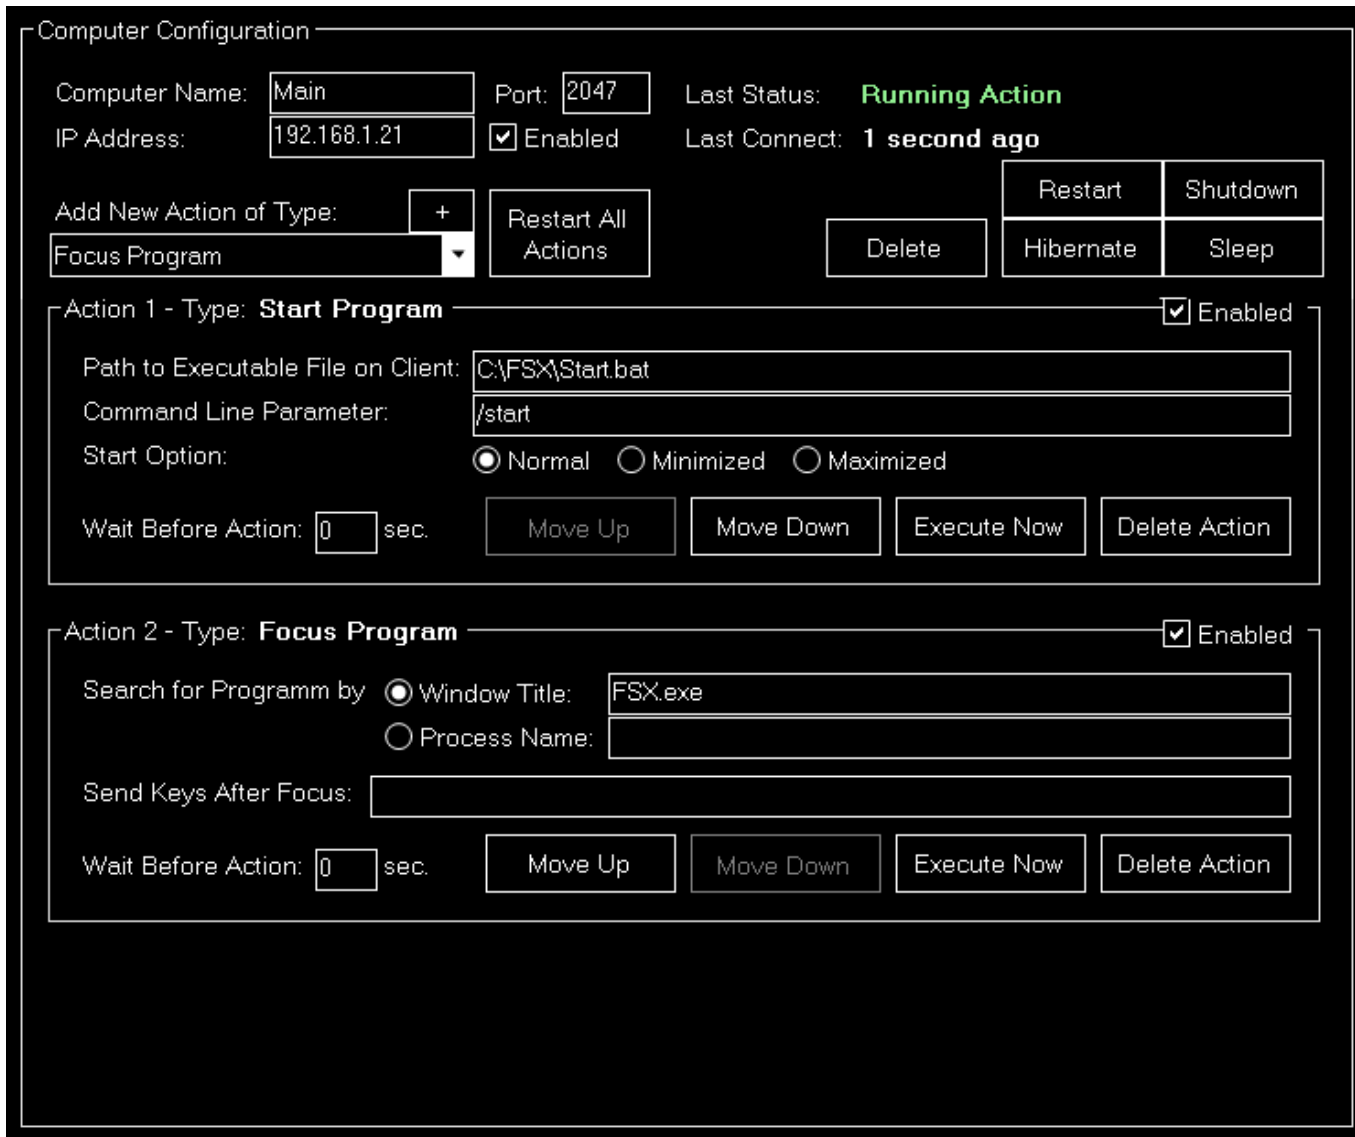 Computer Configuration
Computer Name: Main Port: 2047 Last Status: Running Action
IP Address: 192.168.1.21 Enabled Last Connect: 1 second ago
Restart Shutdown
Add New Action of Type: + Restart All
Actions
Focus Program Delete Hibernate Sleep
Action 1 - Type: Start Program Enabled
Path to Executable File on Client: C:\FSX\Start.bat
Command Line Parameter: /start
Start Option: Normal Minimized Maximized
Wait Before Action: 0 sec. Move Up Move Down Execute Now Delete Action
Action 2 - Type: Focus Program Enabled
Search for Programm by Window Title: FSX.exe
Process Name:
Send Keys After Focus:
Wait Before Action: 0 sec. Move Up Move Down Execute Now Delete Action